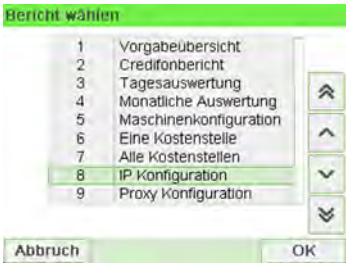 Bericht wählen
1 Vorgabeübersicht
2 Credifonbericht
3 Tagesauswertung
4 Monatliche Auswertung
5 Maschinenkonfiguration
6 Eine Kostenstelle
7 Alle Kostenstellen
8 IP Konfiguration
9 Proxy Konfiguration
Abbruch OK